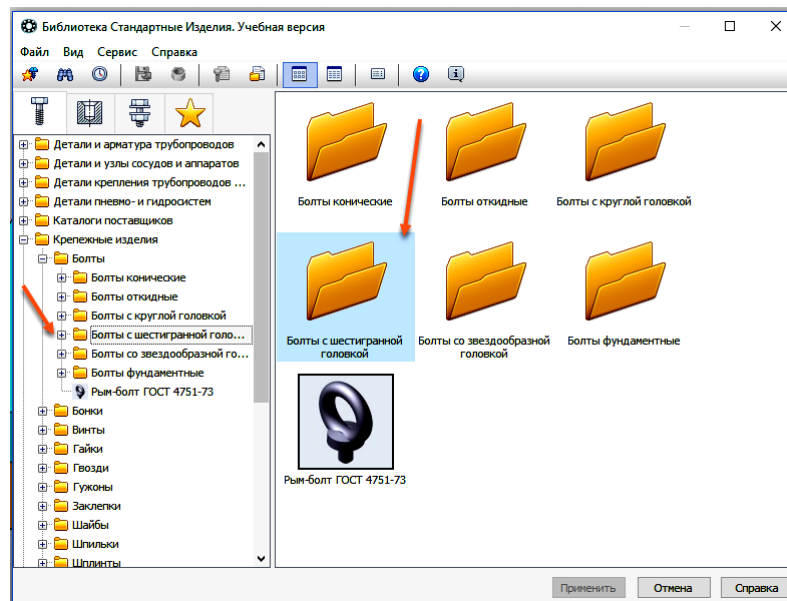 Библиотека Стандартные Изделия. Учебная версия
Файл Вид Сервис Справка
Детали и арматура трубопроводов
Детали и узлы сосудов и аппаратов
Детали крепления трубопроводов ...
Детали пневмо- и гидросистем
Каталоги поставщиков
Крепежные изделия
Болты
Болты конические
Болты откидные
Болты с круглой головкой
Болты с шестигранной голо...
Болты со звездообразной го...
Болты фундаментные
Рым-болт ГОСТ 4751-73
Бонки
Винты
Гайки
Гвозди
Гужоны
Заклепки
Шайбы
Шпильки
Шплинты
Болты конические
Болты откидные
Болты с круглой головкой
Болты с шестигранной
головкой
Болты со звездообразной
головкой
Болты фундаментные
Рым-болт ГОСТ 4751-73
Применить
Отмена
Справка